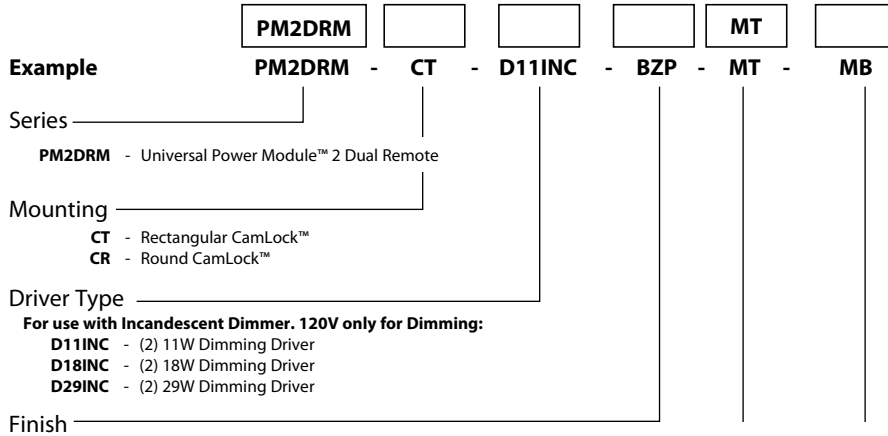 PM2DRM MT
Example PM2DRM - CT - D11INC - BZP - MT - MB
Series
PM2DRM - Universal Power Module™ 2 Dual Remote
Mounting
CT - Rectangular CamLock™
CR - Round CamLock™
Driver Type
For use with Incandescent Dimmer. 120V only for Dimming:
D11INC - (2) 11W Dimming Driver
D18INC - (2) 18W Dimming Driver
D29INC - (2) 29W Dimming Driver
Finish